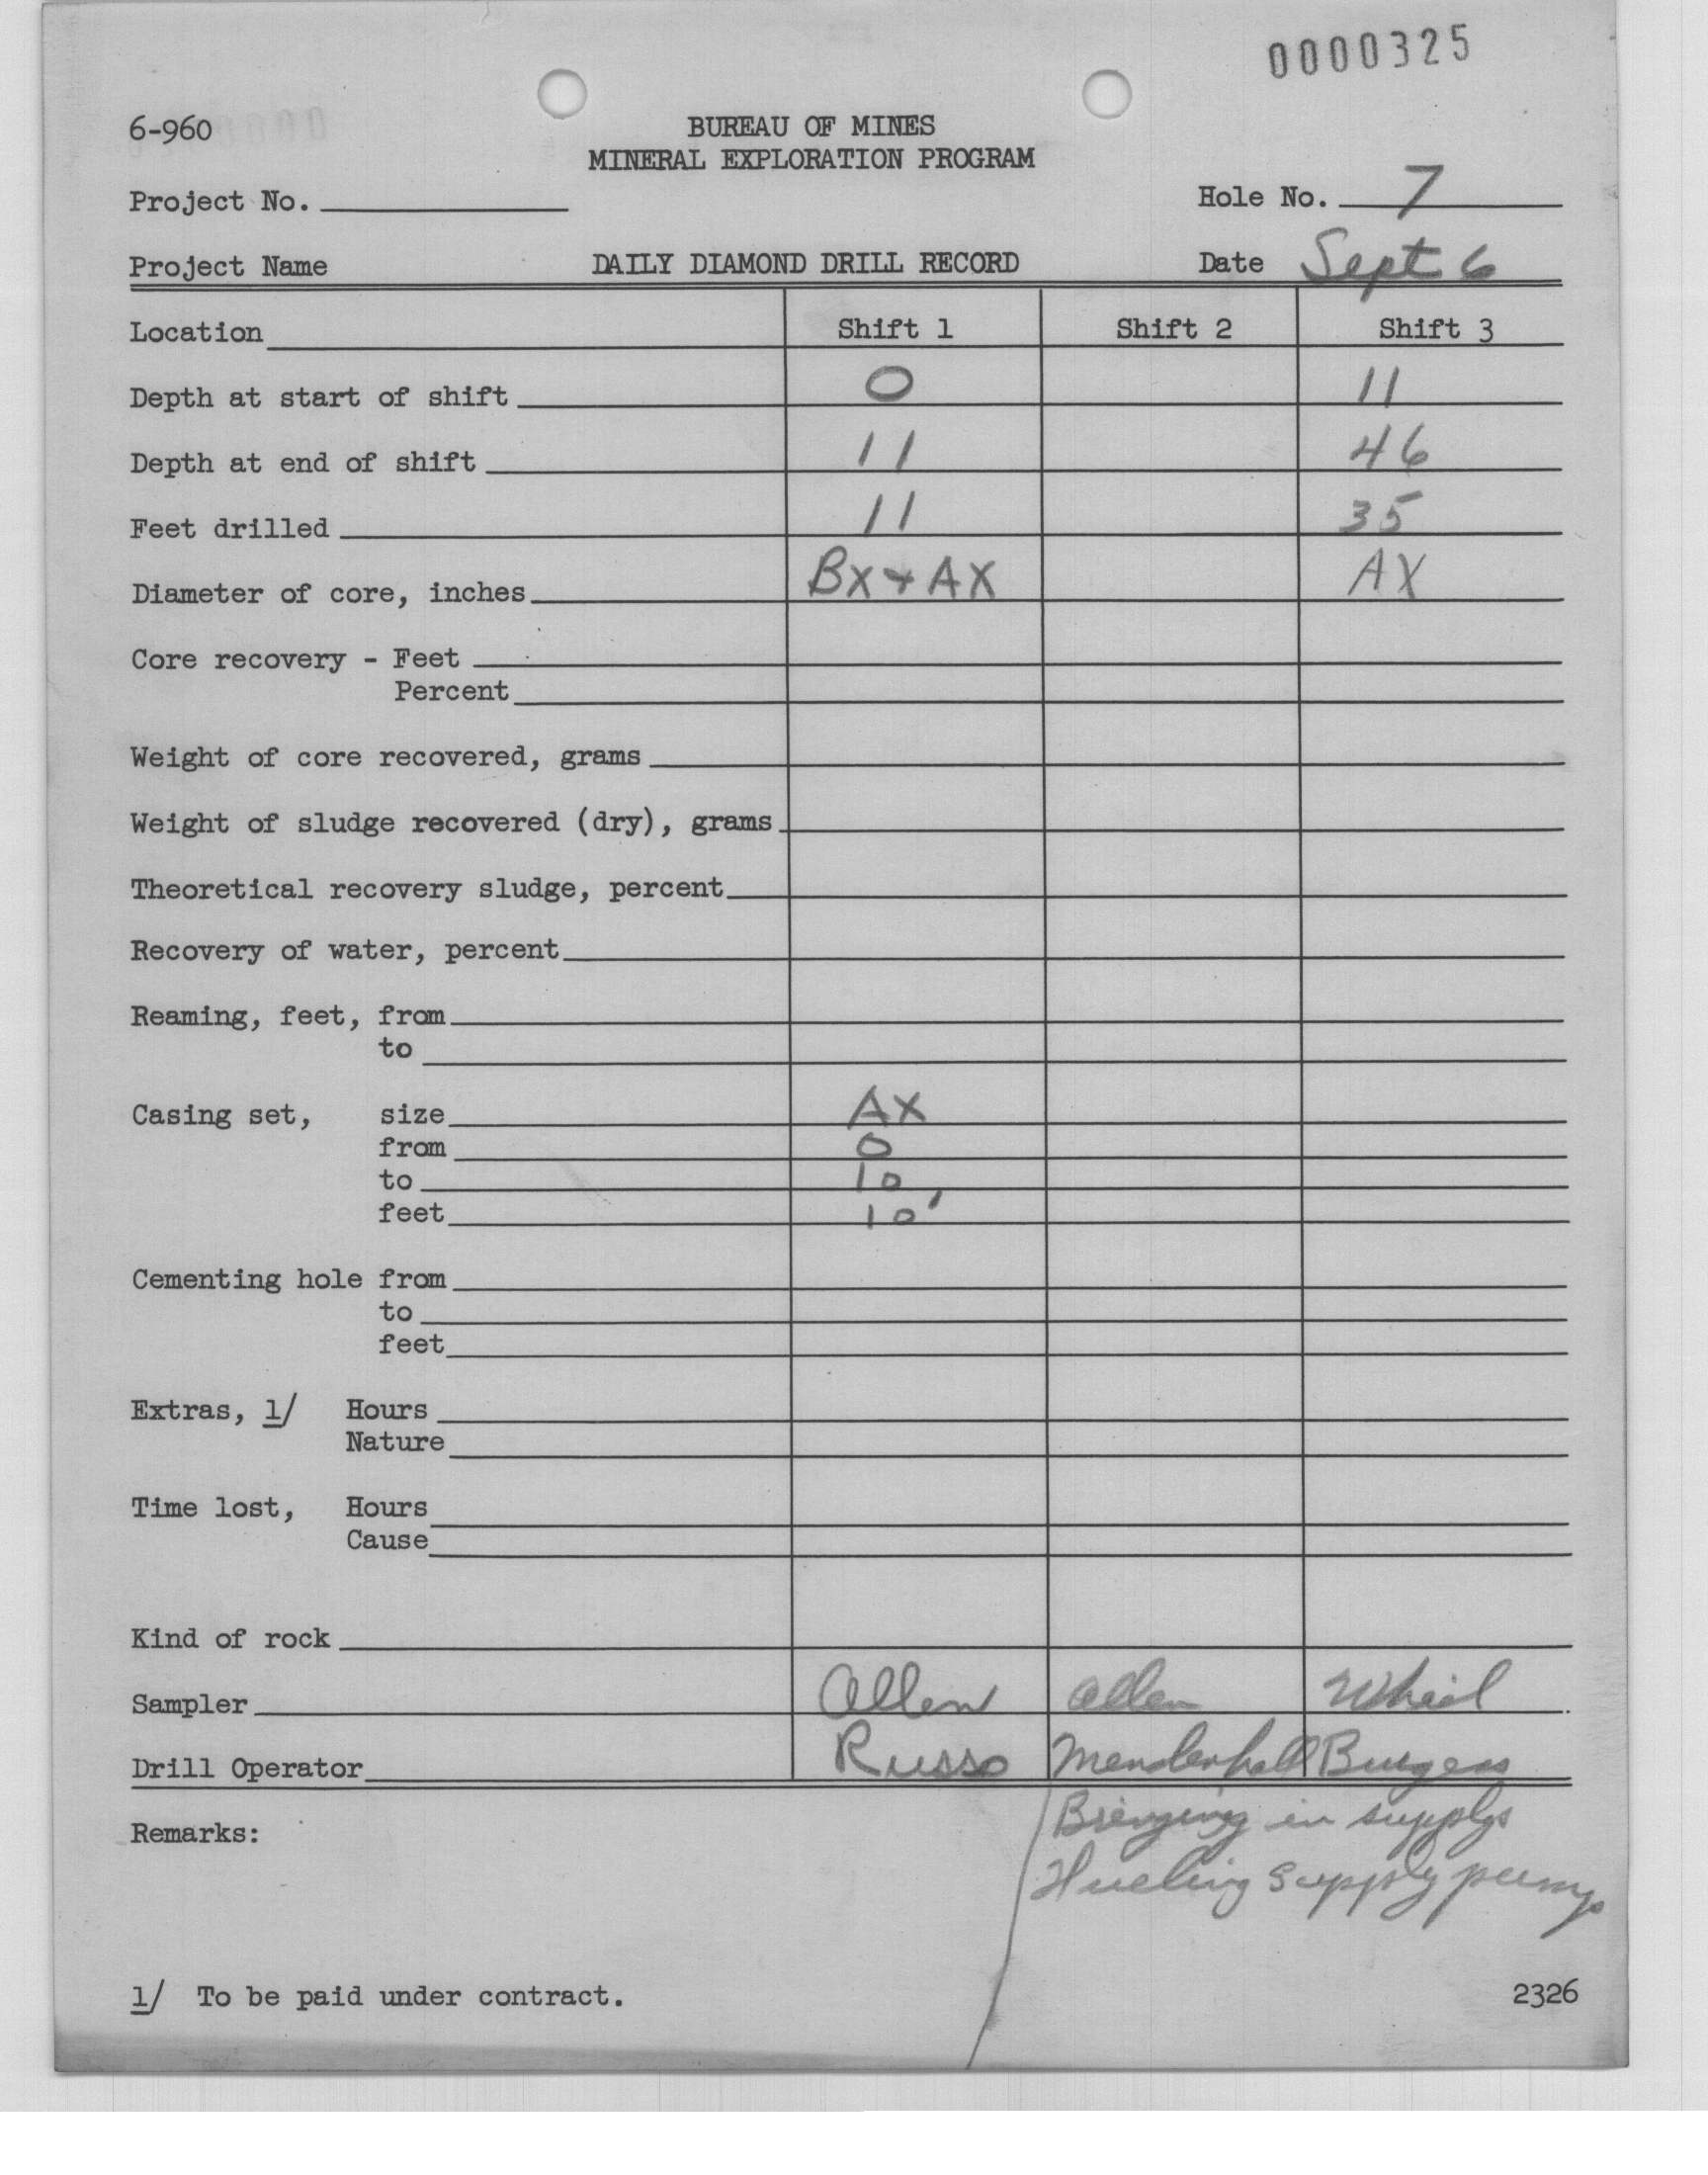 0000325
6-960
BUREAU OF MINES
MINERAL EXPLORATION PROGRAM
Project No. Hole No. 7
Project Name DAILY DIAMOND DRILL RECORD Date Sept 6
Location Shift 1 Shift 2 Shift 3
Depth at start of shift 0 11
Depth at end of shift 11 46
Feet drilled 11 35
Diameter of core, inches BX + AX AX
Core recovery - Feet
Percent
Weight of core recovered, grams
Weight of sludge recovered (dry), grams
Theoretical recovery sludge, percent
Recovery of water, percent
Reaming, feet, from
to
Casing set, size AX
from 0
to 10
feet 10'
Cementing hole from
to
feet
Extras, 1/ Hours
Nature
Time lost, Hours
Cause
Kind of rock
Sampler Allen Allen
Drill Operator Russo Mendenhall Burgess
Bringing in supplys
Remarks:
supply pump
1/ To be paid under contract. 2326